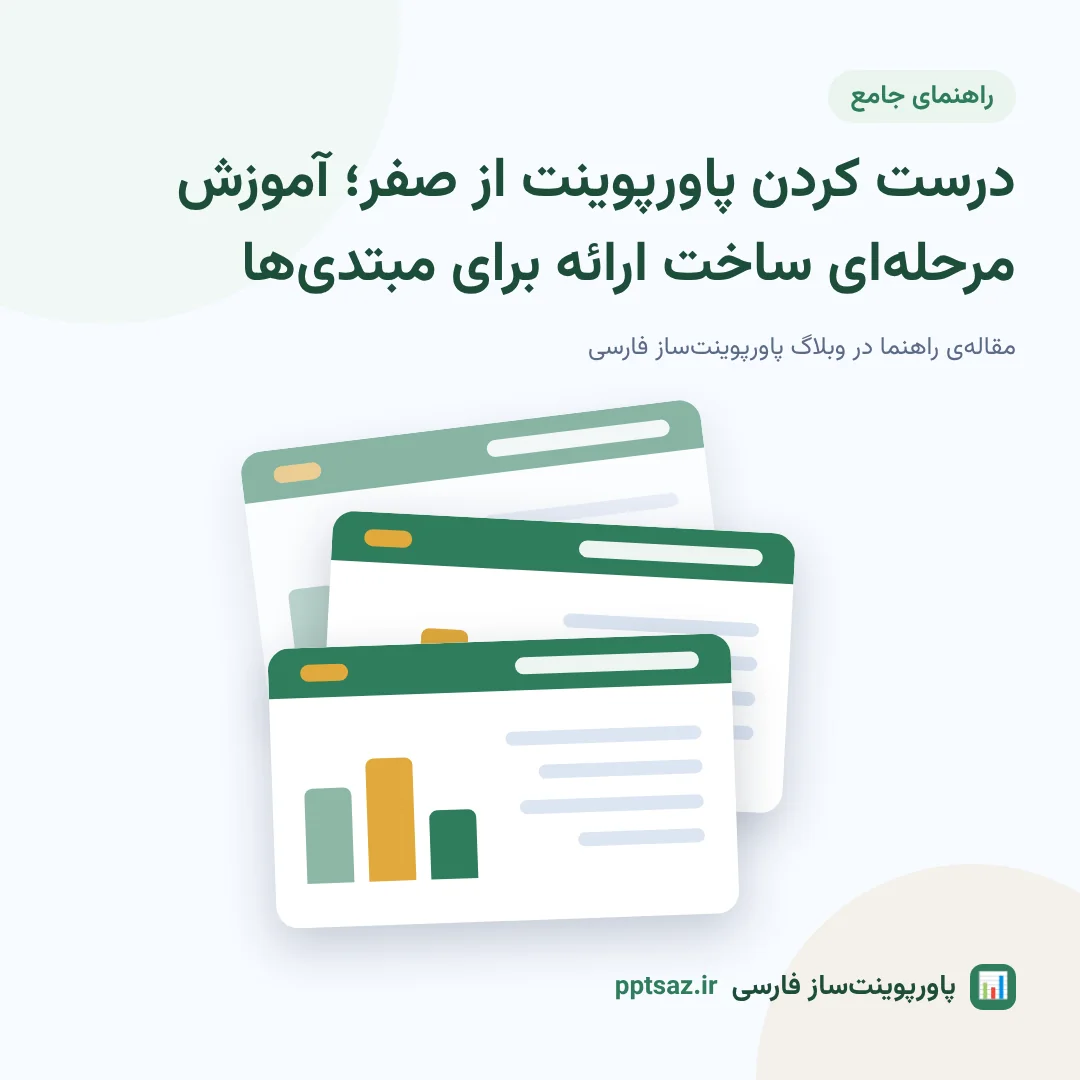 راهنمای جامع
درست کردن پاورپوینت از صفر؛ آموزش
مرحله‌ای ساخت ارائه برای مبتدی‌ها
مقاله‌ی راهنما در وبلاگ پاورپوینت‌ساز فارسی
پاورپوینت‌ساز فارسی pptsaz.ir